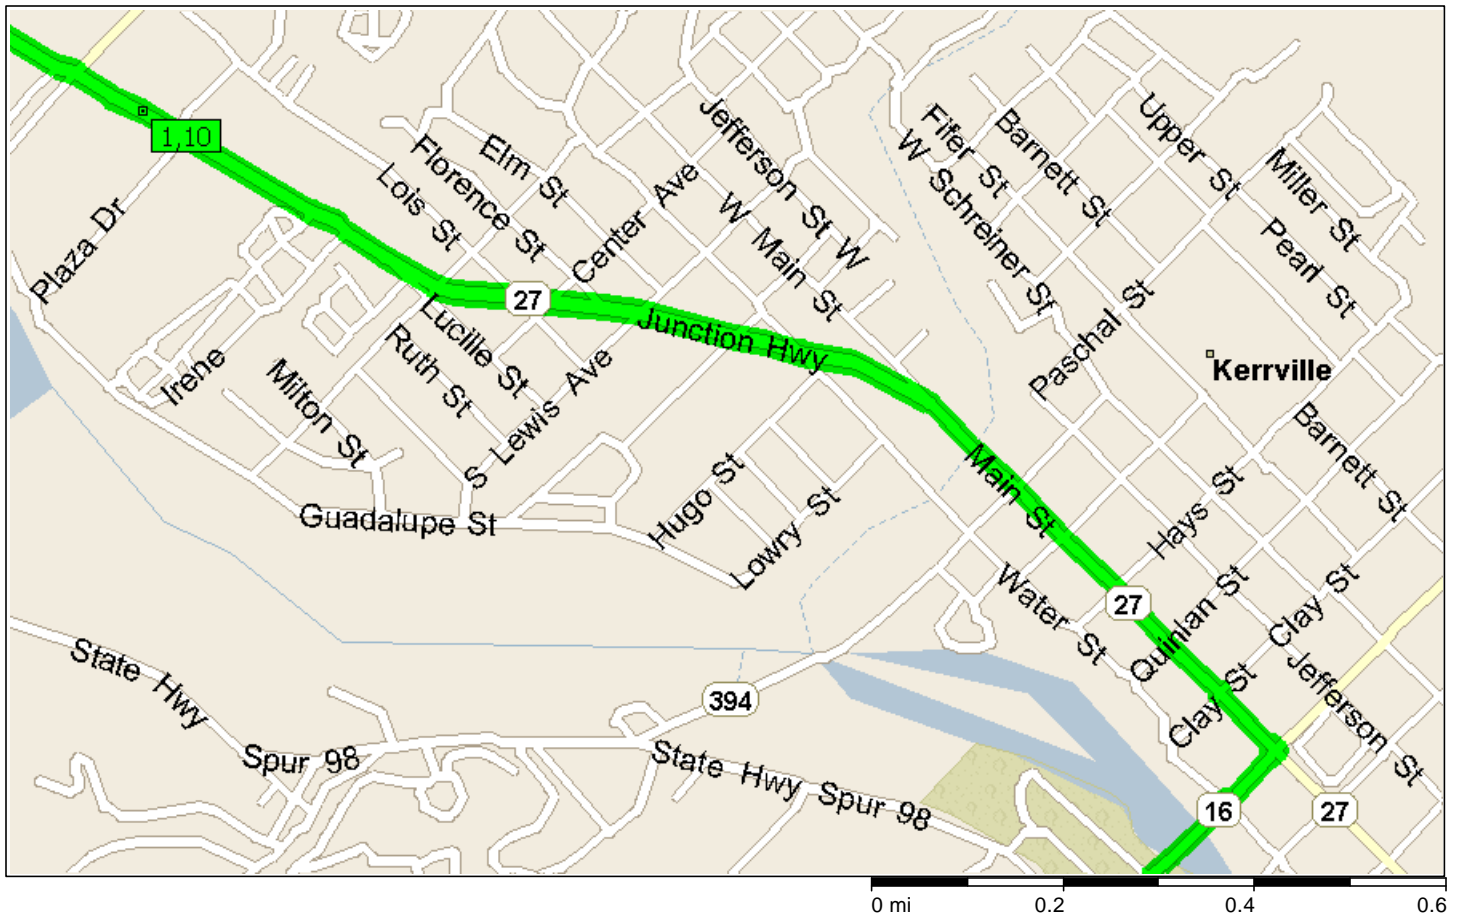 1,10
Plaza Dr
Lois St
Florence St
Elm St
Center Ave
Jefferson St W
W Main St
W Schreiner St
Fifer St
Barnett St
Upper St
Miller St
Pearl St
27
Junction Hwy
Irene
Milton St
Ruth St
Lucille St
S Lewis Ave
Paschal St
Kerrville
Barnett St
Guadalupe St
Hugo St
Lowry St
Main St
Hays St
Water St
27
Quinlan St
Clay St
Clay St
Jefferson St
State Hwy
Spur 98
394
State Hwy Spur 98
16
27
0 mi
0.2
0.4
0.6